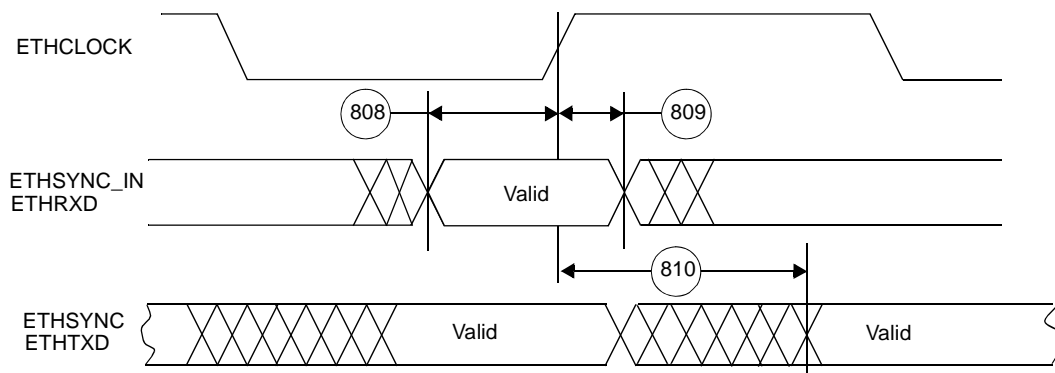 ETHCLOCK
808
809
ETHSYNC_IN
ETHRXD
Valid
810
ETHSYNC
ETHTXD
Valid
Valid